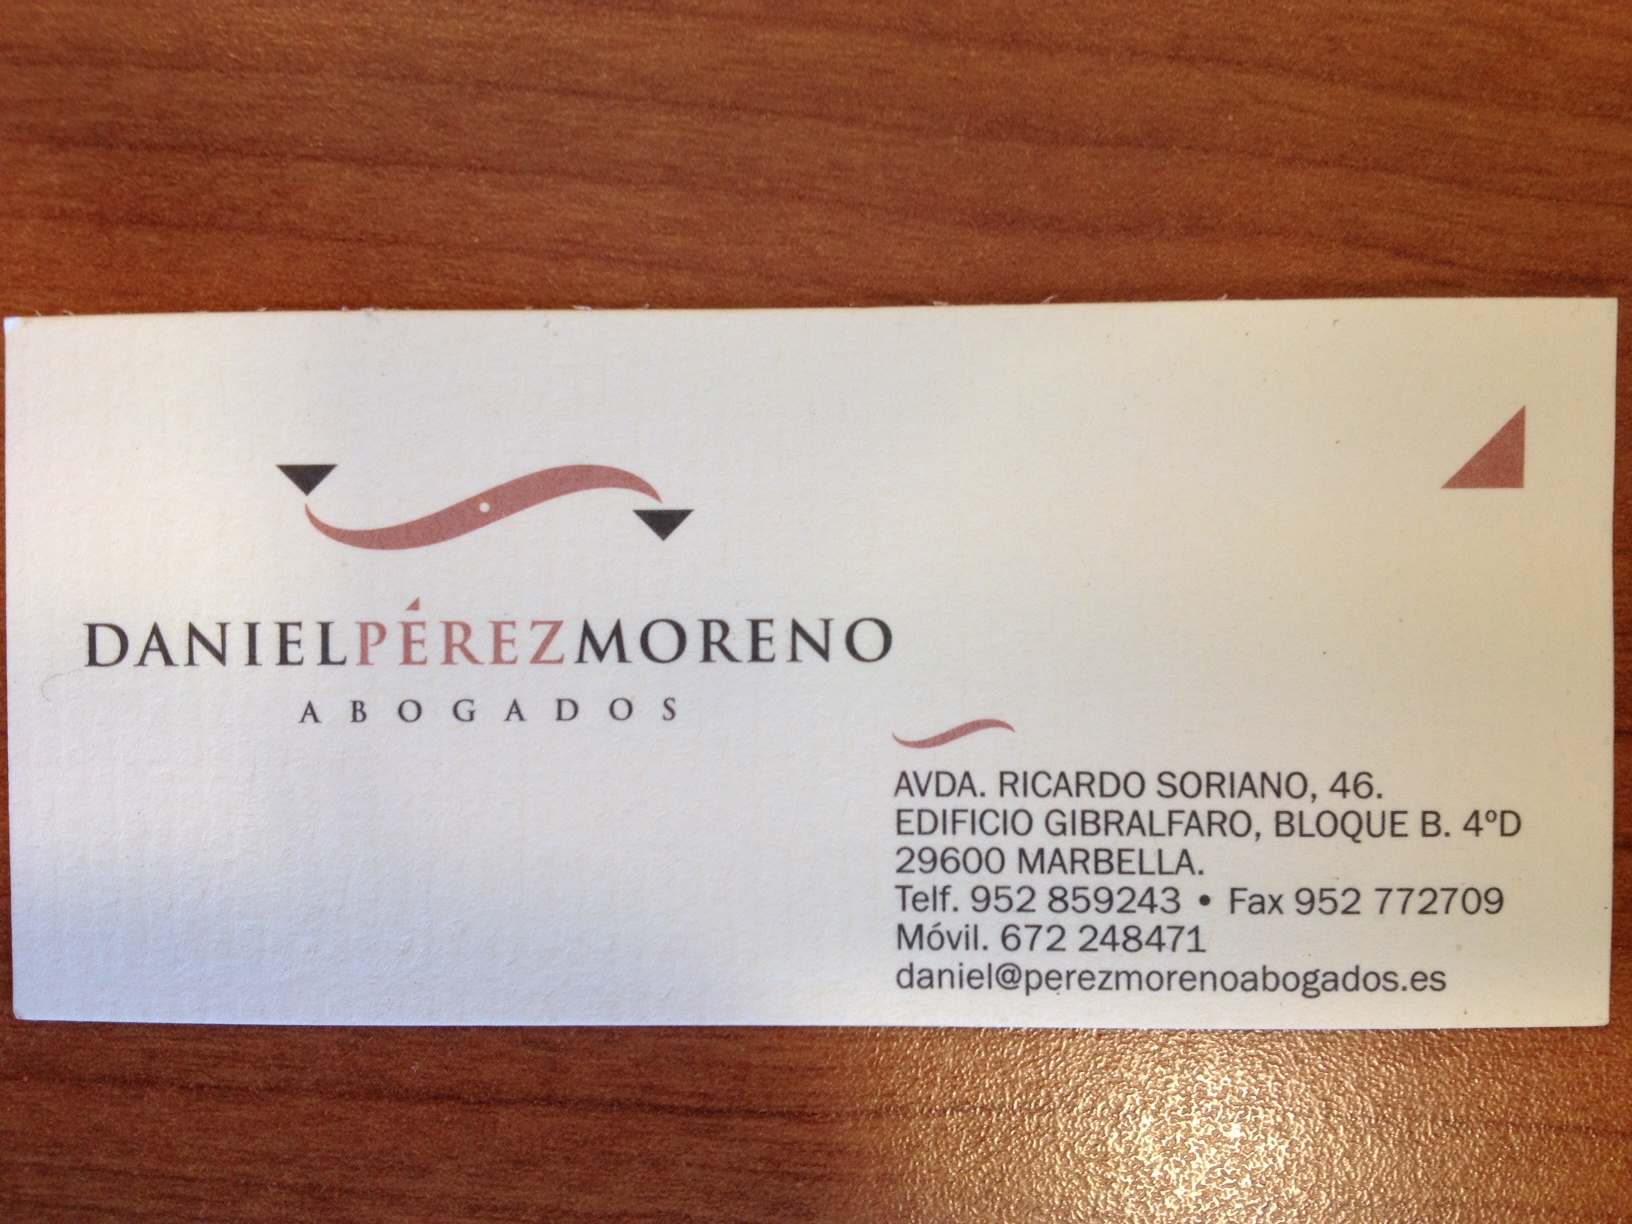 DANIELPÉREZMORENO
ABOGADOS
AVDA. RICARDO SORIANO, 46.
EDIFICIO GIBRALFARO, BLOQUE B. 4ºD
29600 MARBELLA.
Telf. 952 859243 • Fax 952 772709
Móvil. 672 248471
daniel@perezmorenoabogados.es